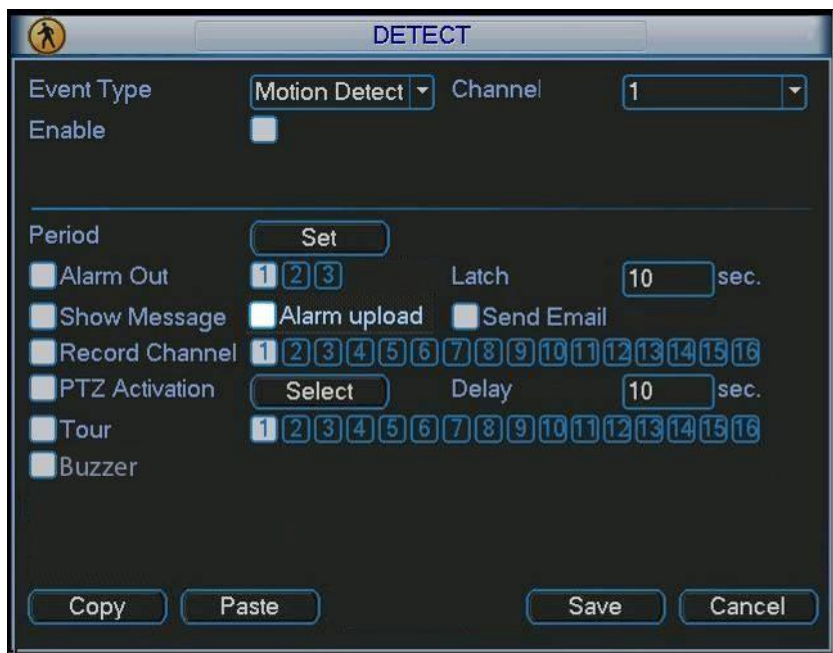 DETECT
Event Type Motion Detect Channel 1
Enable
Period Set
Alarm Out 1 2 3 Latch 10 sec.
Show Message Alarm upload Send Email
Record Channel 1 2 3 4 5 6 7 8 9 10 11 12 13 14 15 16
PTZ Activation Select Delay 10 sec.
Tour 1 2 3 4 5 6 7 8 9 10 11 12 13 14 15 16
Buzzer
Copy Paste Save Cancel